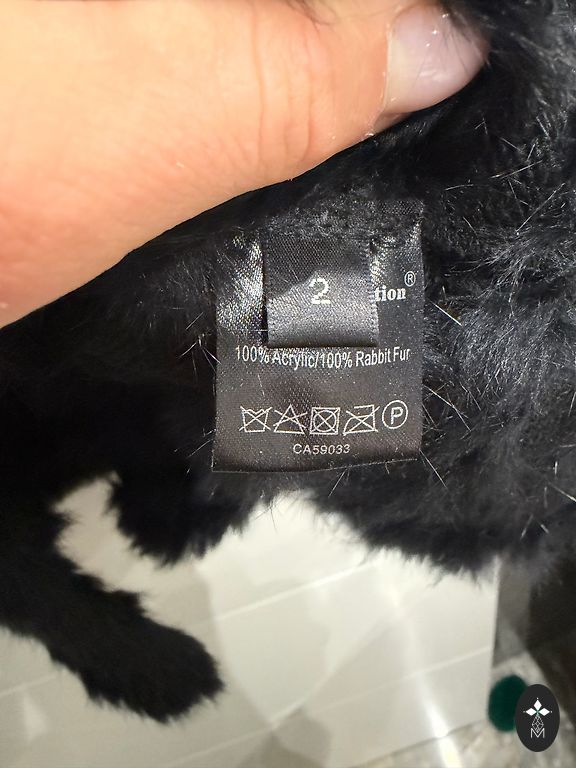 2
tion®
100% Acrylic/100% Rabbit Fur
P
CA59033
M